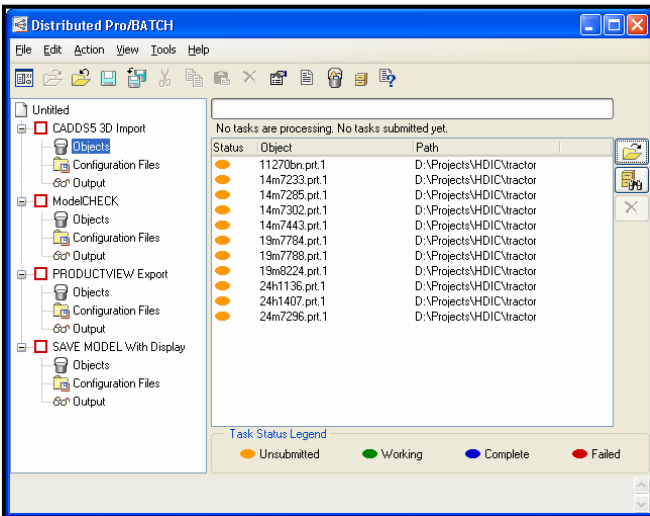 Distributed Pro/BATCH
File Edit Action View Tools Help
Untitled
CADDS5 3D Import
Objects
Configuration Files
Output
ModelCHECK
Objects
Configuration Files
Output
PRODUCTVIEW Export
Objects
Configuration Files
Output
SAVE MODEL With Display
Objects
Configuration Files
Output
No tasks are processing. No tasks submitted yet.
Status Object Path
11270bn.prt.1 D:\Projects\HDIC\tractor
14m7233.prt.1 D:\Projects\HDIC\tractor
14m7285.prt.1 D:\Projects\HDIC\tractor
14m7302.prt.1 D:\Projects\HDIC\tractor
14m7443.prt.1 D:\Projects\HDIC\tractor
19m7784.prt.1 D:\Projects\HDIC\tractor
19m7788.prt.1 D:\Projects\HDIC\tractor
19m8224.prt.1 D:\Projects\HDIC\tractor
24h1136.prt.1 D:\Projects\HDIC\tractor
24h1407.prt.1 D:\Projects\HDIC\tractor
24m7296.prt.1 D:\Projects\HDIC\tractor
Task Status Legend
Unsubmitted Working Complete Failed